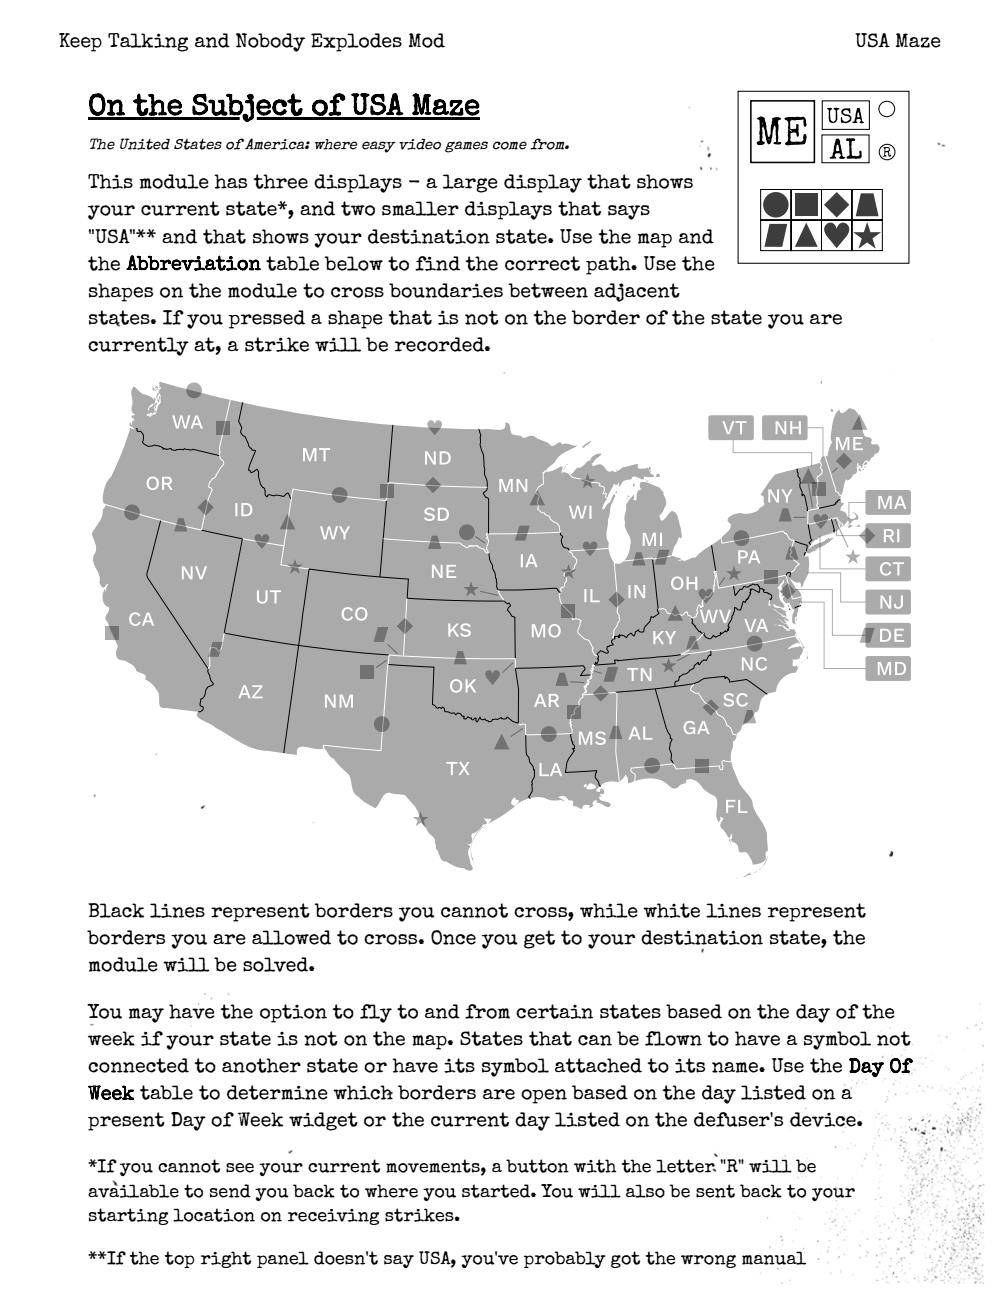 Keep Talking and Nobody Explodes Mod
USA Maze
On the Subject of USA Maze
The United States of America: where easy video games come from.
ME
USA
AL
®
This module has three displays – a large display that shows
your current state*, and two smaller displays that says
"USA"** and that shows your destination state. Use the map and
the Abbreviation table below to find the correct path. Use the
shapes on the module to cross boundaries between adjacent
states. If you pressed a shape that is not on the border of the state you are
currently at, a strike will be recorded.
WA
MT
ND
VT
NH
ME
OR
ID
MN
NY
MA
WY
SD
WI
MI
RI
NV
UT
NE
IA
PA
CT
CA
CO
KS
MO
IL
IN
OH
WV
VA
NJ
KY
DE
AZ
NM
OK
AR
TN
NC
MD
TX
LA
MS
AL
GA
SC
FL
Black lines represent borders you cannot cross, while white lines represent
borders you are allowed to cross. Once you get to your destination state, the
module will be solved.
You may have the option to fly to and from certain states based on the day of the
week if your state is not on the map. States that can be flown to have a symbol not
connected to another state or have its symbol attached to its name. Use the Day Of
Week table to determine which borders are open based on the day listed on a
present Day of Week widget or the current day listed on the defuser's device.
*If you cannot see your current movements, a button with the letter "R" will be
available to send you back to where you started. You will also be sent back to your
starting location on receiving strikes.
**If the top right panel doesn't say USA, you've probably got the wrong manual